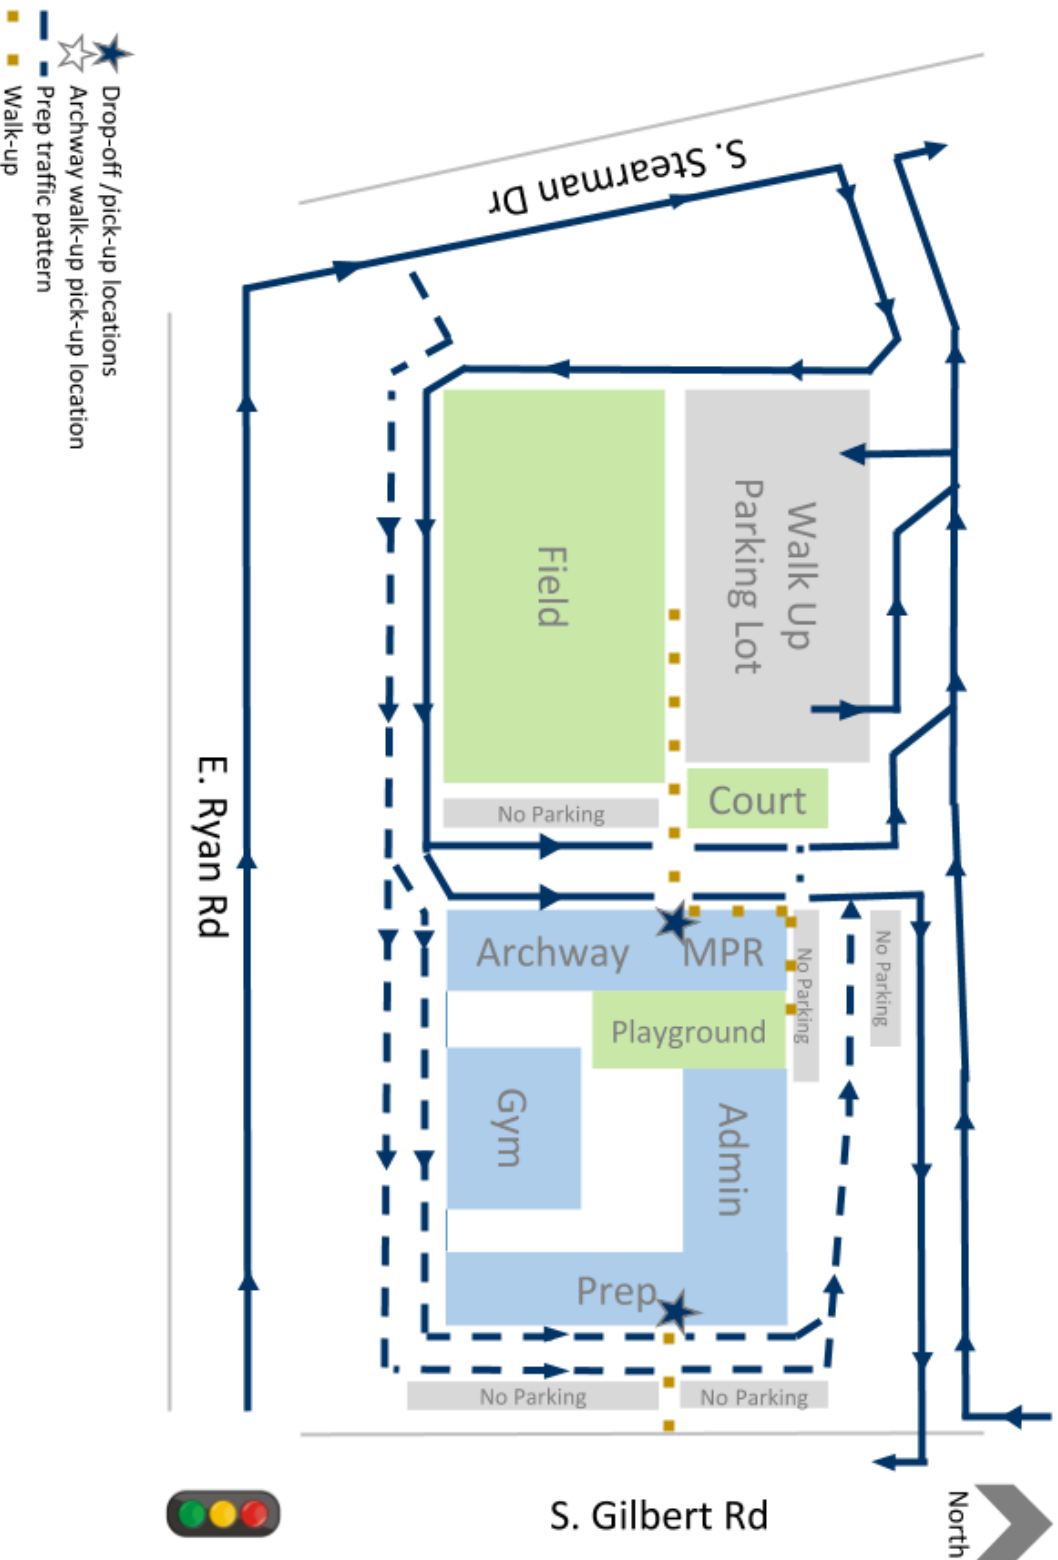 Drop-off /pick-up locations
Archway walk-up pick-up location
Prep traffic pattern
Walk-up
S. Stearman Dr
E. Ryan Rd
Field
Walk Up
Parking Lot
No Parking
Court
Archway
MPR
No Parking
No Parking
Playground
Gym
Admin
Prep
No Parking
No Parking
S. Gilbert Rd
North